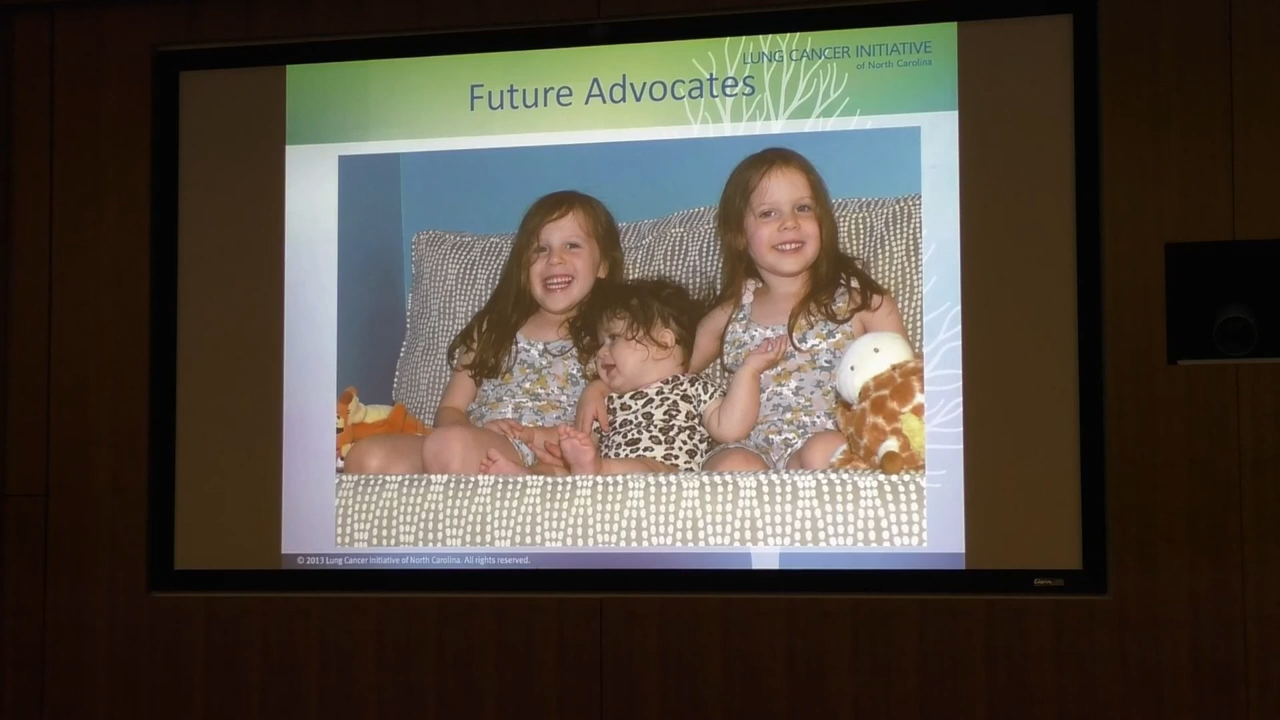 LUNG CANCER INITIATIVE
of North Carolina
Future Advocates
© 2013 Lung Cancer Initiative of North Carolina. All rights reserved.